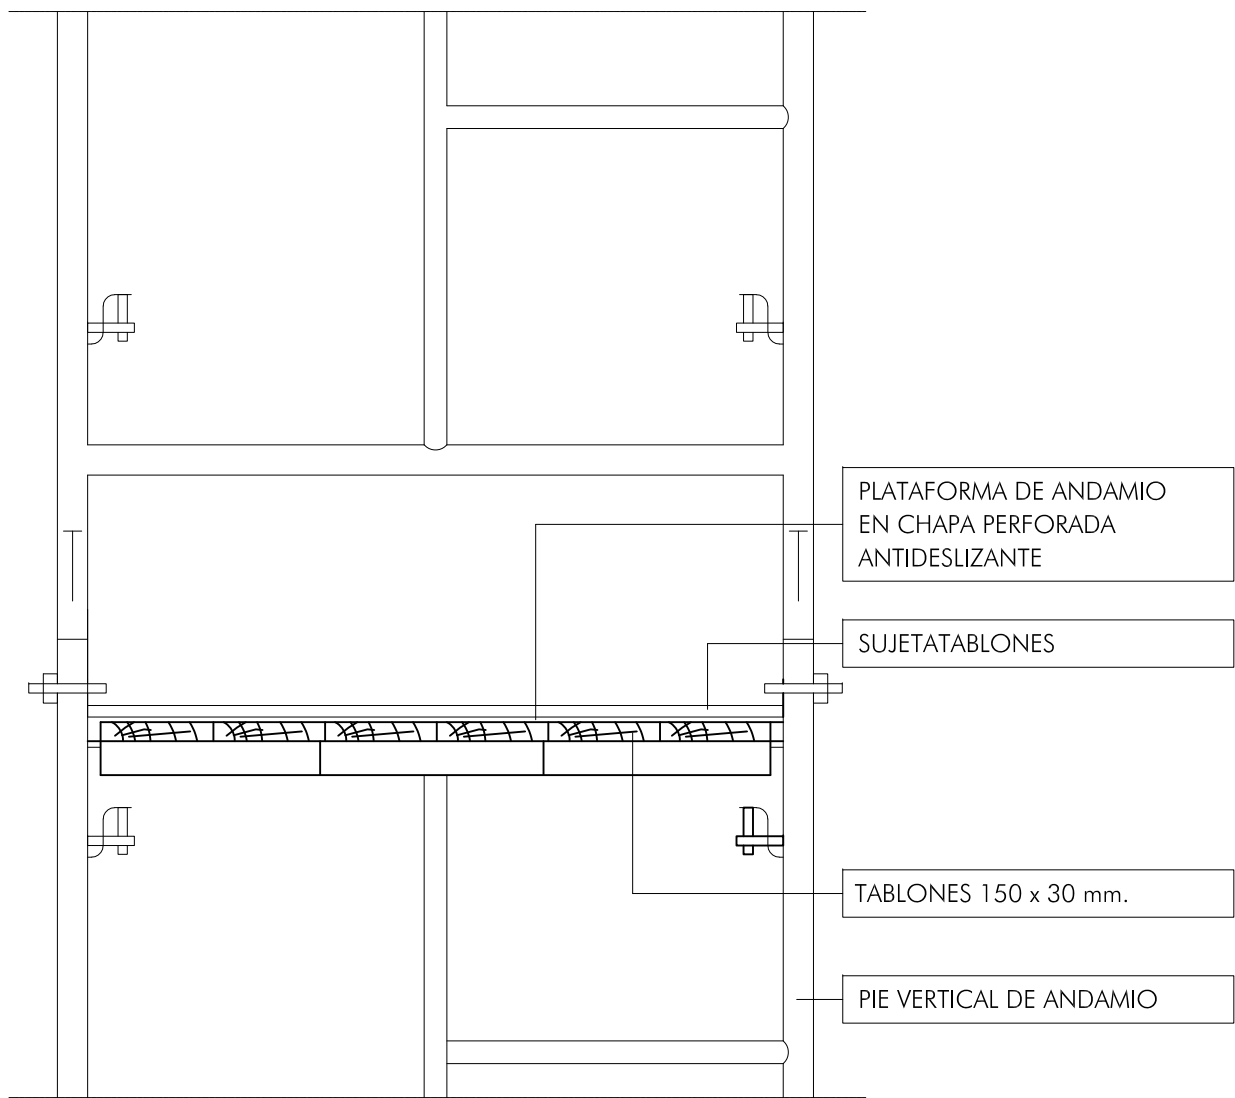 PLATAFORMA DE ANDAMIO
EN CHAPA PERFORADA
ANTIDESLIZANTE
SUJETATABLONES
TABLONES 150 x 30 mm.
PIE VERTICAL DE ANDAMIO